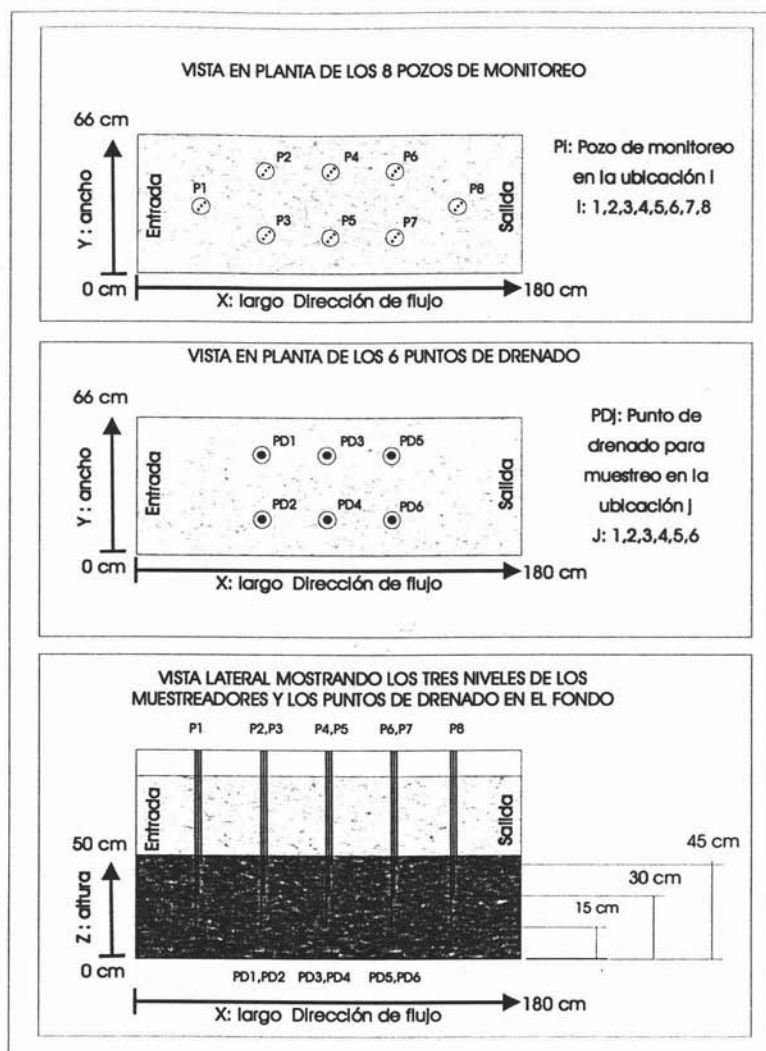 VISTA EN PLANTA DE LOS 8 POZOS DE MONITOREO
66 cm
Y: ancho
0 cm
Entrada
P1
P2
P4
P6
P3
P5
P7
P8
Salida
X: largo Dirección de flujo
180 cm
Pi: Pozo de monitoreo
en la ubicación i
i: 1,2,3,4,5,6,7,8
VISTA EN PLANTA DE LOS 6 PUNTOS DE DRENADO
66 cm
Y: ancho
0 cm
Entrada
PD1
PD3
PD5
PD2
PD4
PD6
Salida
X: largo Dirección de flujo
180 cm
PDj: Punto de
drenado para
muestreo en la
ubicación j
J: 1,2,3,4,5,6
VISTA LATERAL MOSTRANDO LOS TRES NIVELES DE LOS
MUESTREADORES Y LOS PUNTOS DE DRENADO EN EL FONDO
P1 P2,P3 P4,P5 P6,P7 P8
Entrada
Salida
50 cm
Z: altura
0 cm
45 cm
30 cm
15 cm
PD1,PD2 PD3,PD4 PD5,PD6
X: largo Dirección de flujo
180 cm